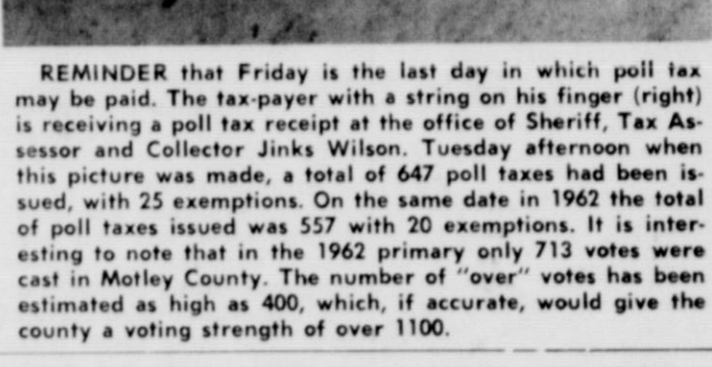 REMINDER that Friday is the last day in which poll tax
may be paid. The tax-payer with a string on his finger (right)
is receiving a poll tax receipt at the office of Sheriff, Tax As-
sessor and Collector Jinks Wilson. Tuesday afternoon when
this picture was made, a total of 647 poll taxes had been is-
sued, with 25 exemptions. On the same date in 1962 the total
of poll taxes issued was 557 with 20 exemptions. It is inter-
esting to note that in the 1962 primary only 713 votes were
cast in Motley County. The number of "over" votes has been
estimated as high as 400, which, if accurate, would give the
county a voting strength of over 1100.